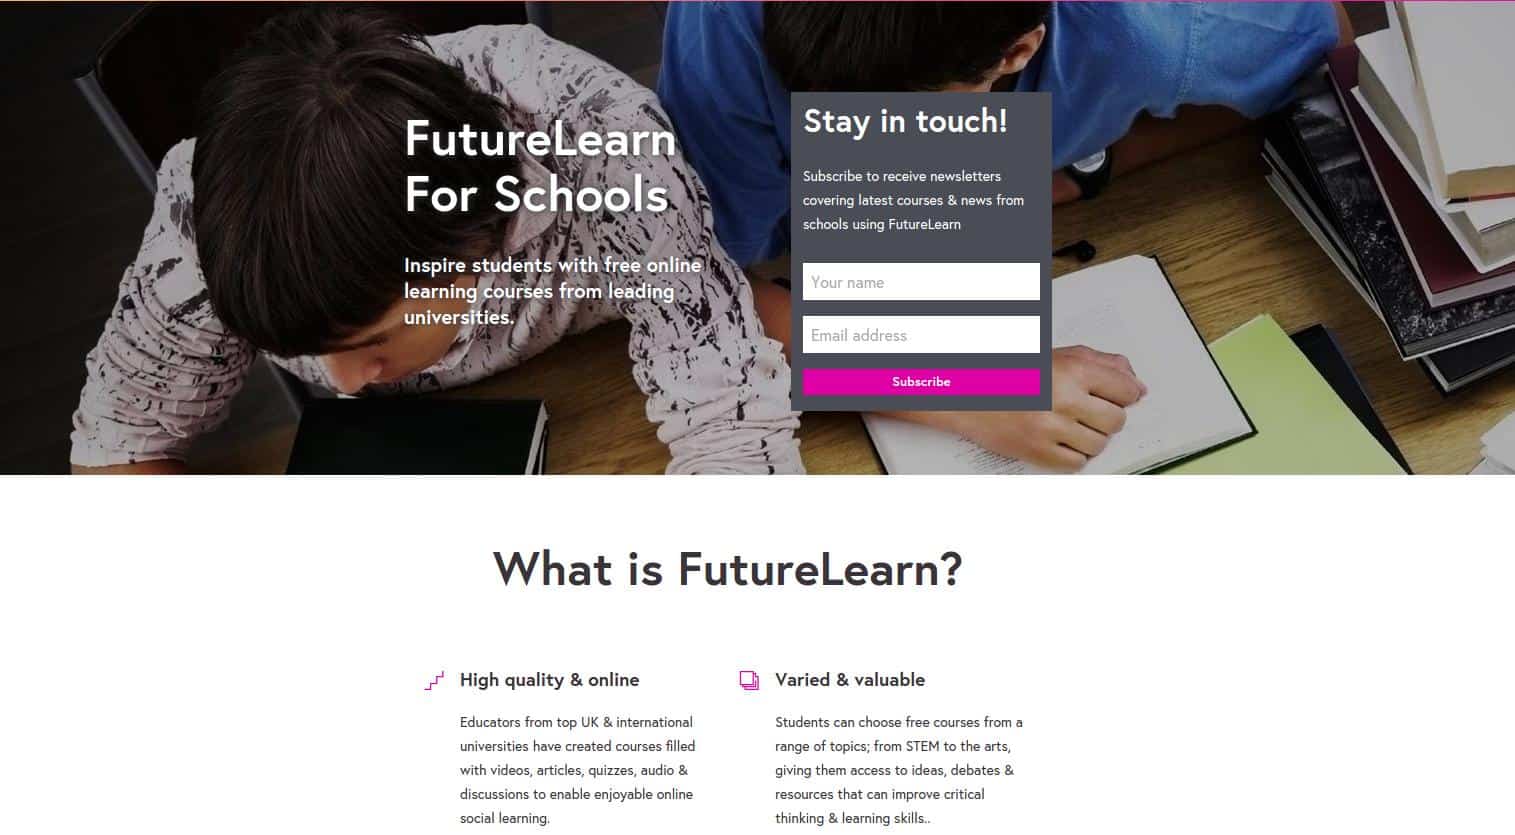 FutureLearn
For Schools
Inspire students with free online
learning courses from leading
universities.
Stay in touch!
Subscribe to receive newsletters
covering latest courses & news from
schools using FutureLearn
Your name
Email address
Subscribe
What is FutureLearn?
High quality & online
Educators from top UK & international
universities have created courses filled
with videos, articles, quizzes, audio &
discussions to enable enjoyable online
social learning.
Varied & valuable
Students can choose free courses from a
range of topics; from STEM to the arts,
giving them access to ideas, debates &
resources that can improve critical
thinking & learning skills..